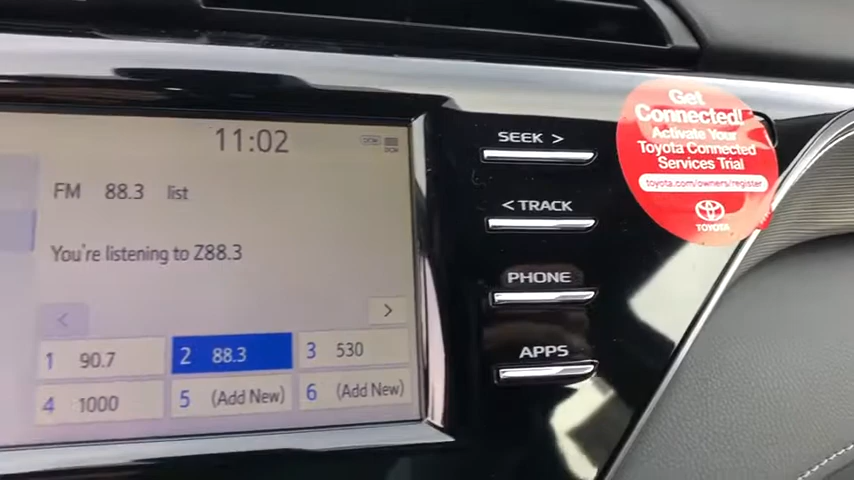 11:02
DCM
DCM
FM 88.3 list
You're listening to Z88.3
<
>
1 90.7
2 88.3
3 530
4 1000
5 (Add New)
6 (Add New)
SEEK >
< TRACK
PHONE
APPS
Get
Connected!
Activate Your
Toyota Connected
Services Trial
toyota.com/owners/register
TOYOTA